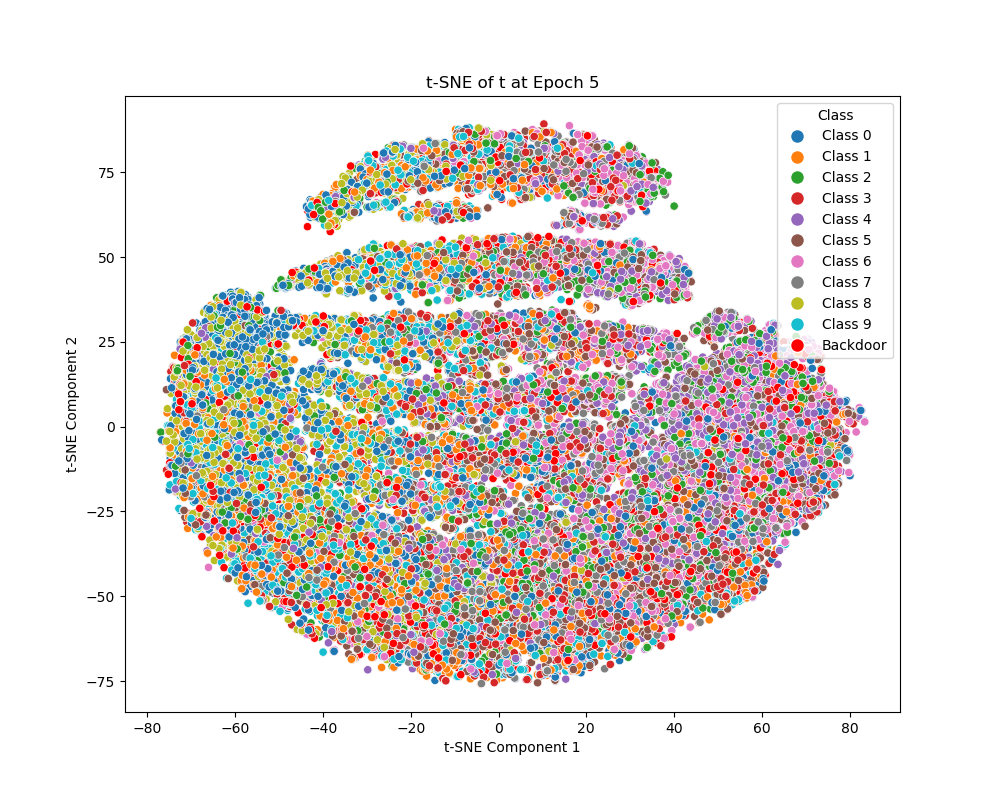 t-SNE of t at Epoch 5
Class
Class 0
Class 1
Class 2
Class 3
Class 4
Class 5
Class 6
Class 7
Class 8
Class 9
Backdoor
t-SNE Component 2
75
50
25
0
−25
−50
−75
−80
−60
−40
−20
0
20
40
60
80
t-SNE Component 1